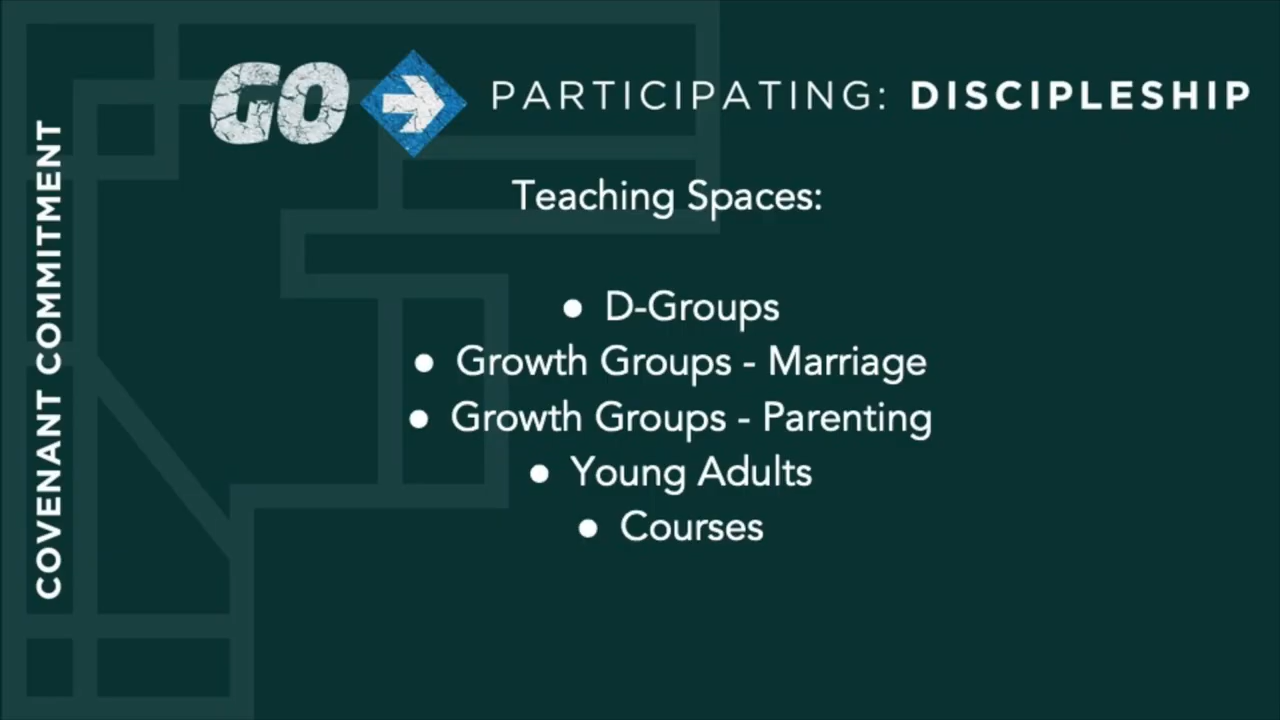 COVENANT COMMITMENT
GO PARTICIPATING: DISCIPLESHIP
Teaching Spaces:
● D-Groups
● Growth Groups - Marriage
● Growth Groups - Parenting
● Young Adults
● Courses